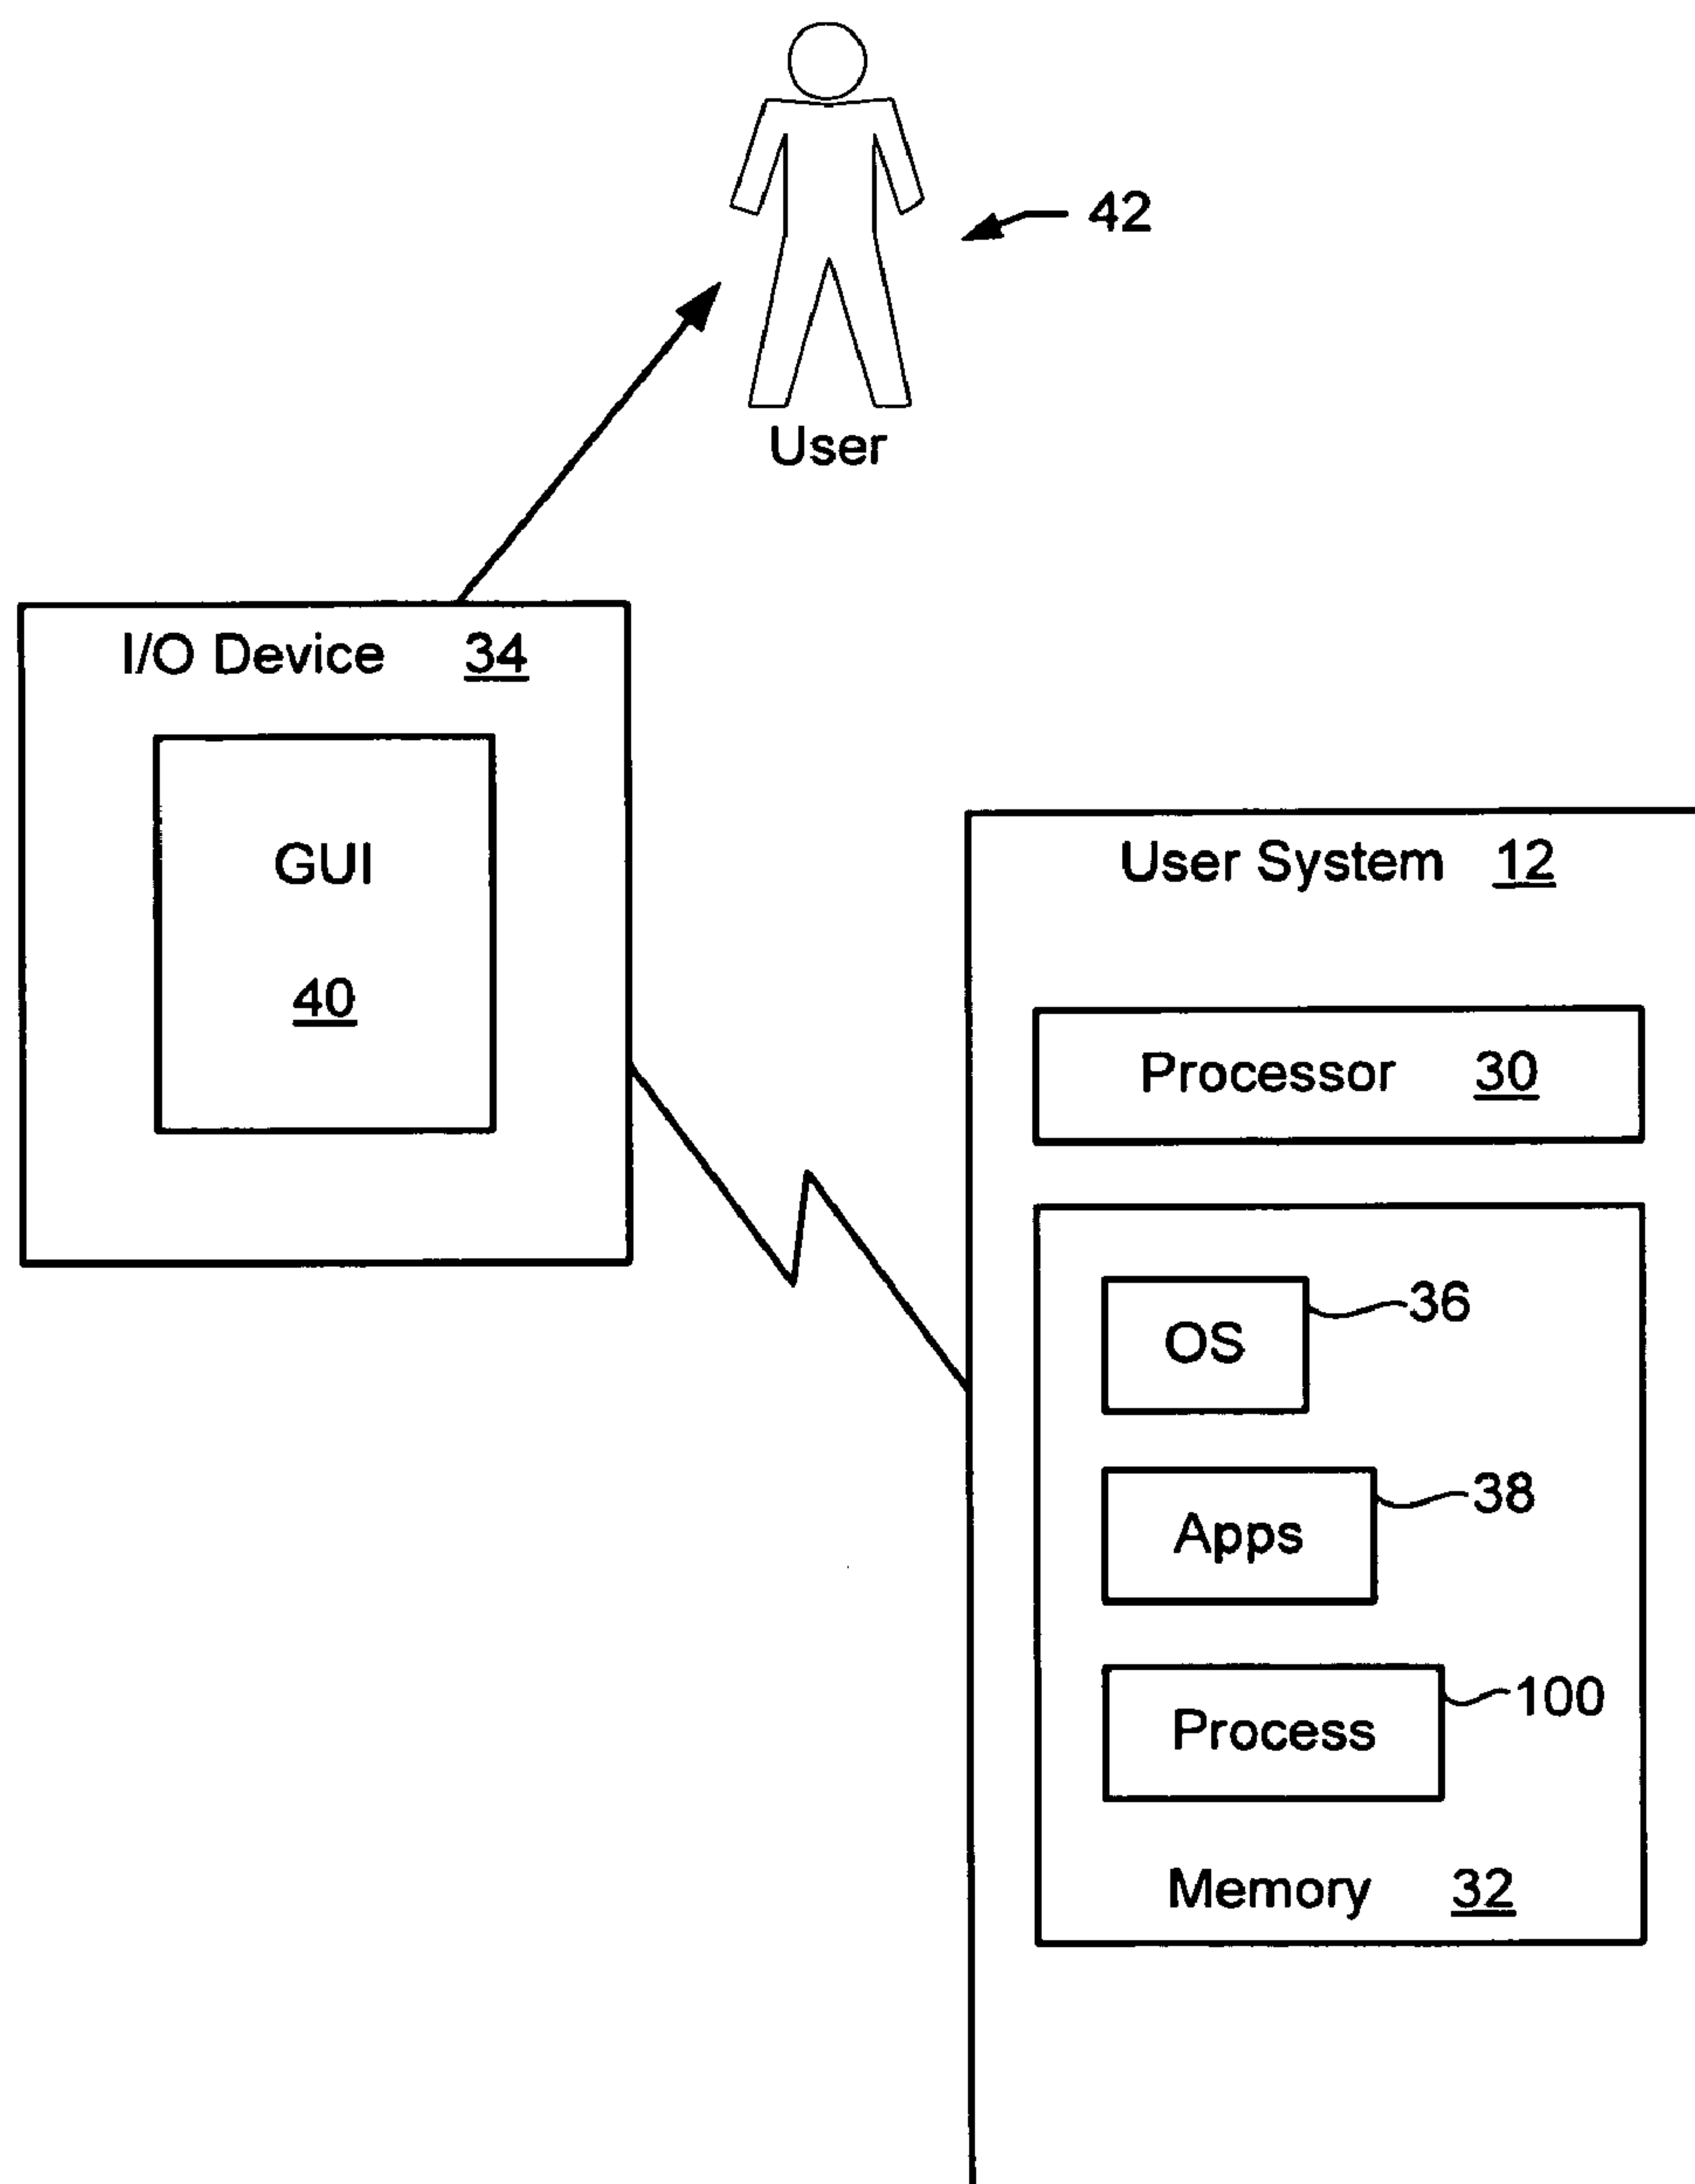 42
User
I/O Device 34
GUI
40
User System 12
Processor 30
36
OS
38
Apps
100
Process
Memory 32